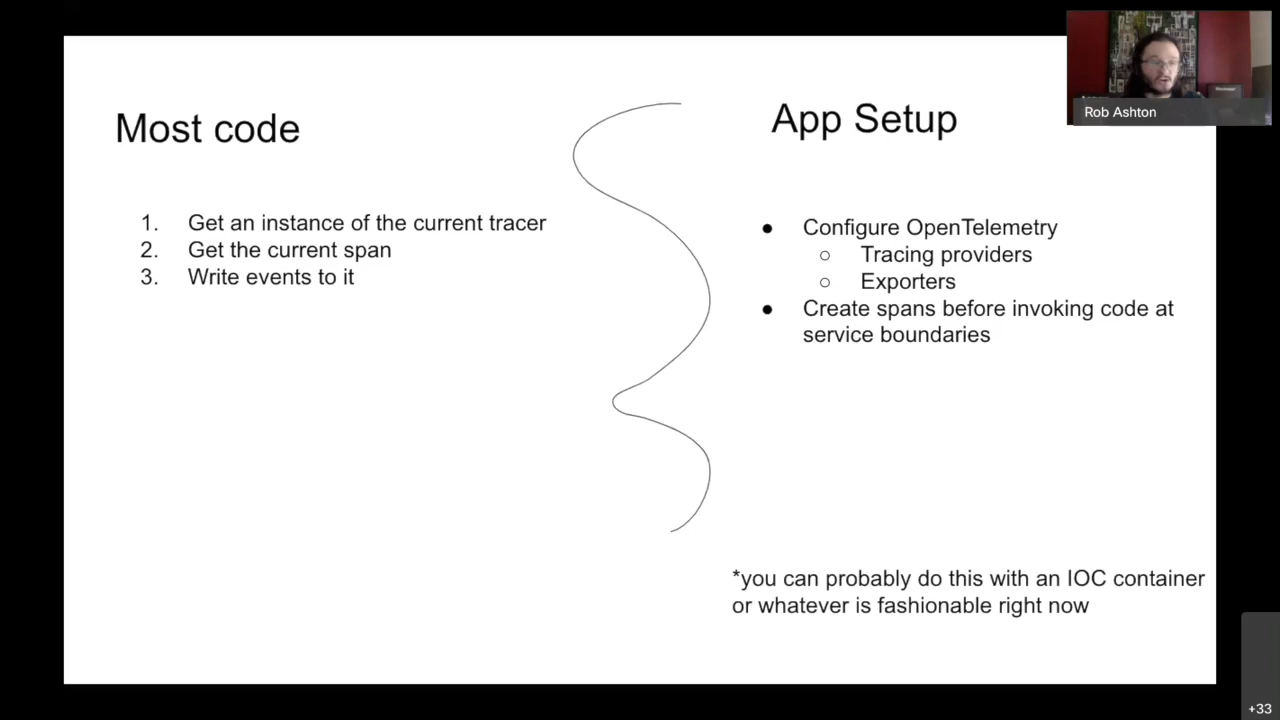 Most code
1. Get an instance of the current tracer
2. Get the current span
3. Write events to it
App Setup
● Configure OpenTelemetry
○ Tracing providers
○ Exporters
● Create spans before invoking code at
service boundaries
*you can probably do this with an IOC container
or whatever is fashionable right now
Rob Ashton
+33